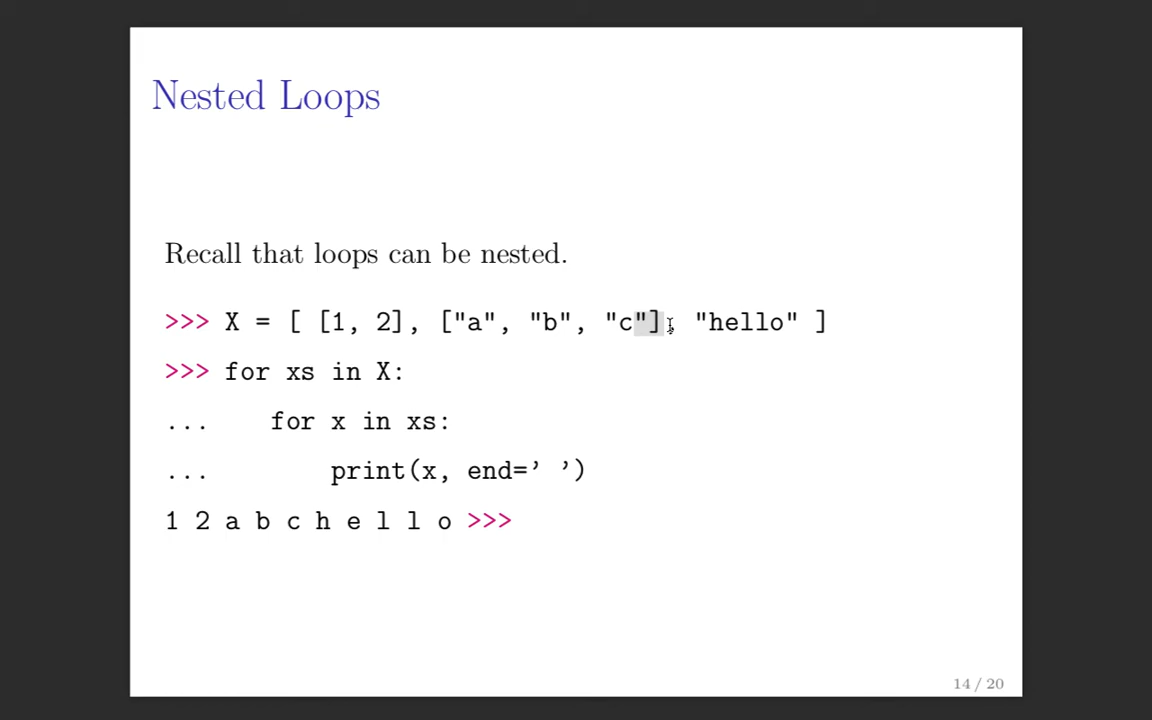 Nested Loops
Recall that loops can be nested.
>>> X = [ [1, 2], ["a", "b", "c"], "hello" ]
>>> for xs in X:
...    for x in xs:
...        print(x, end=' ')
1 2 a b c h e l l o >>>
14 / 20